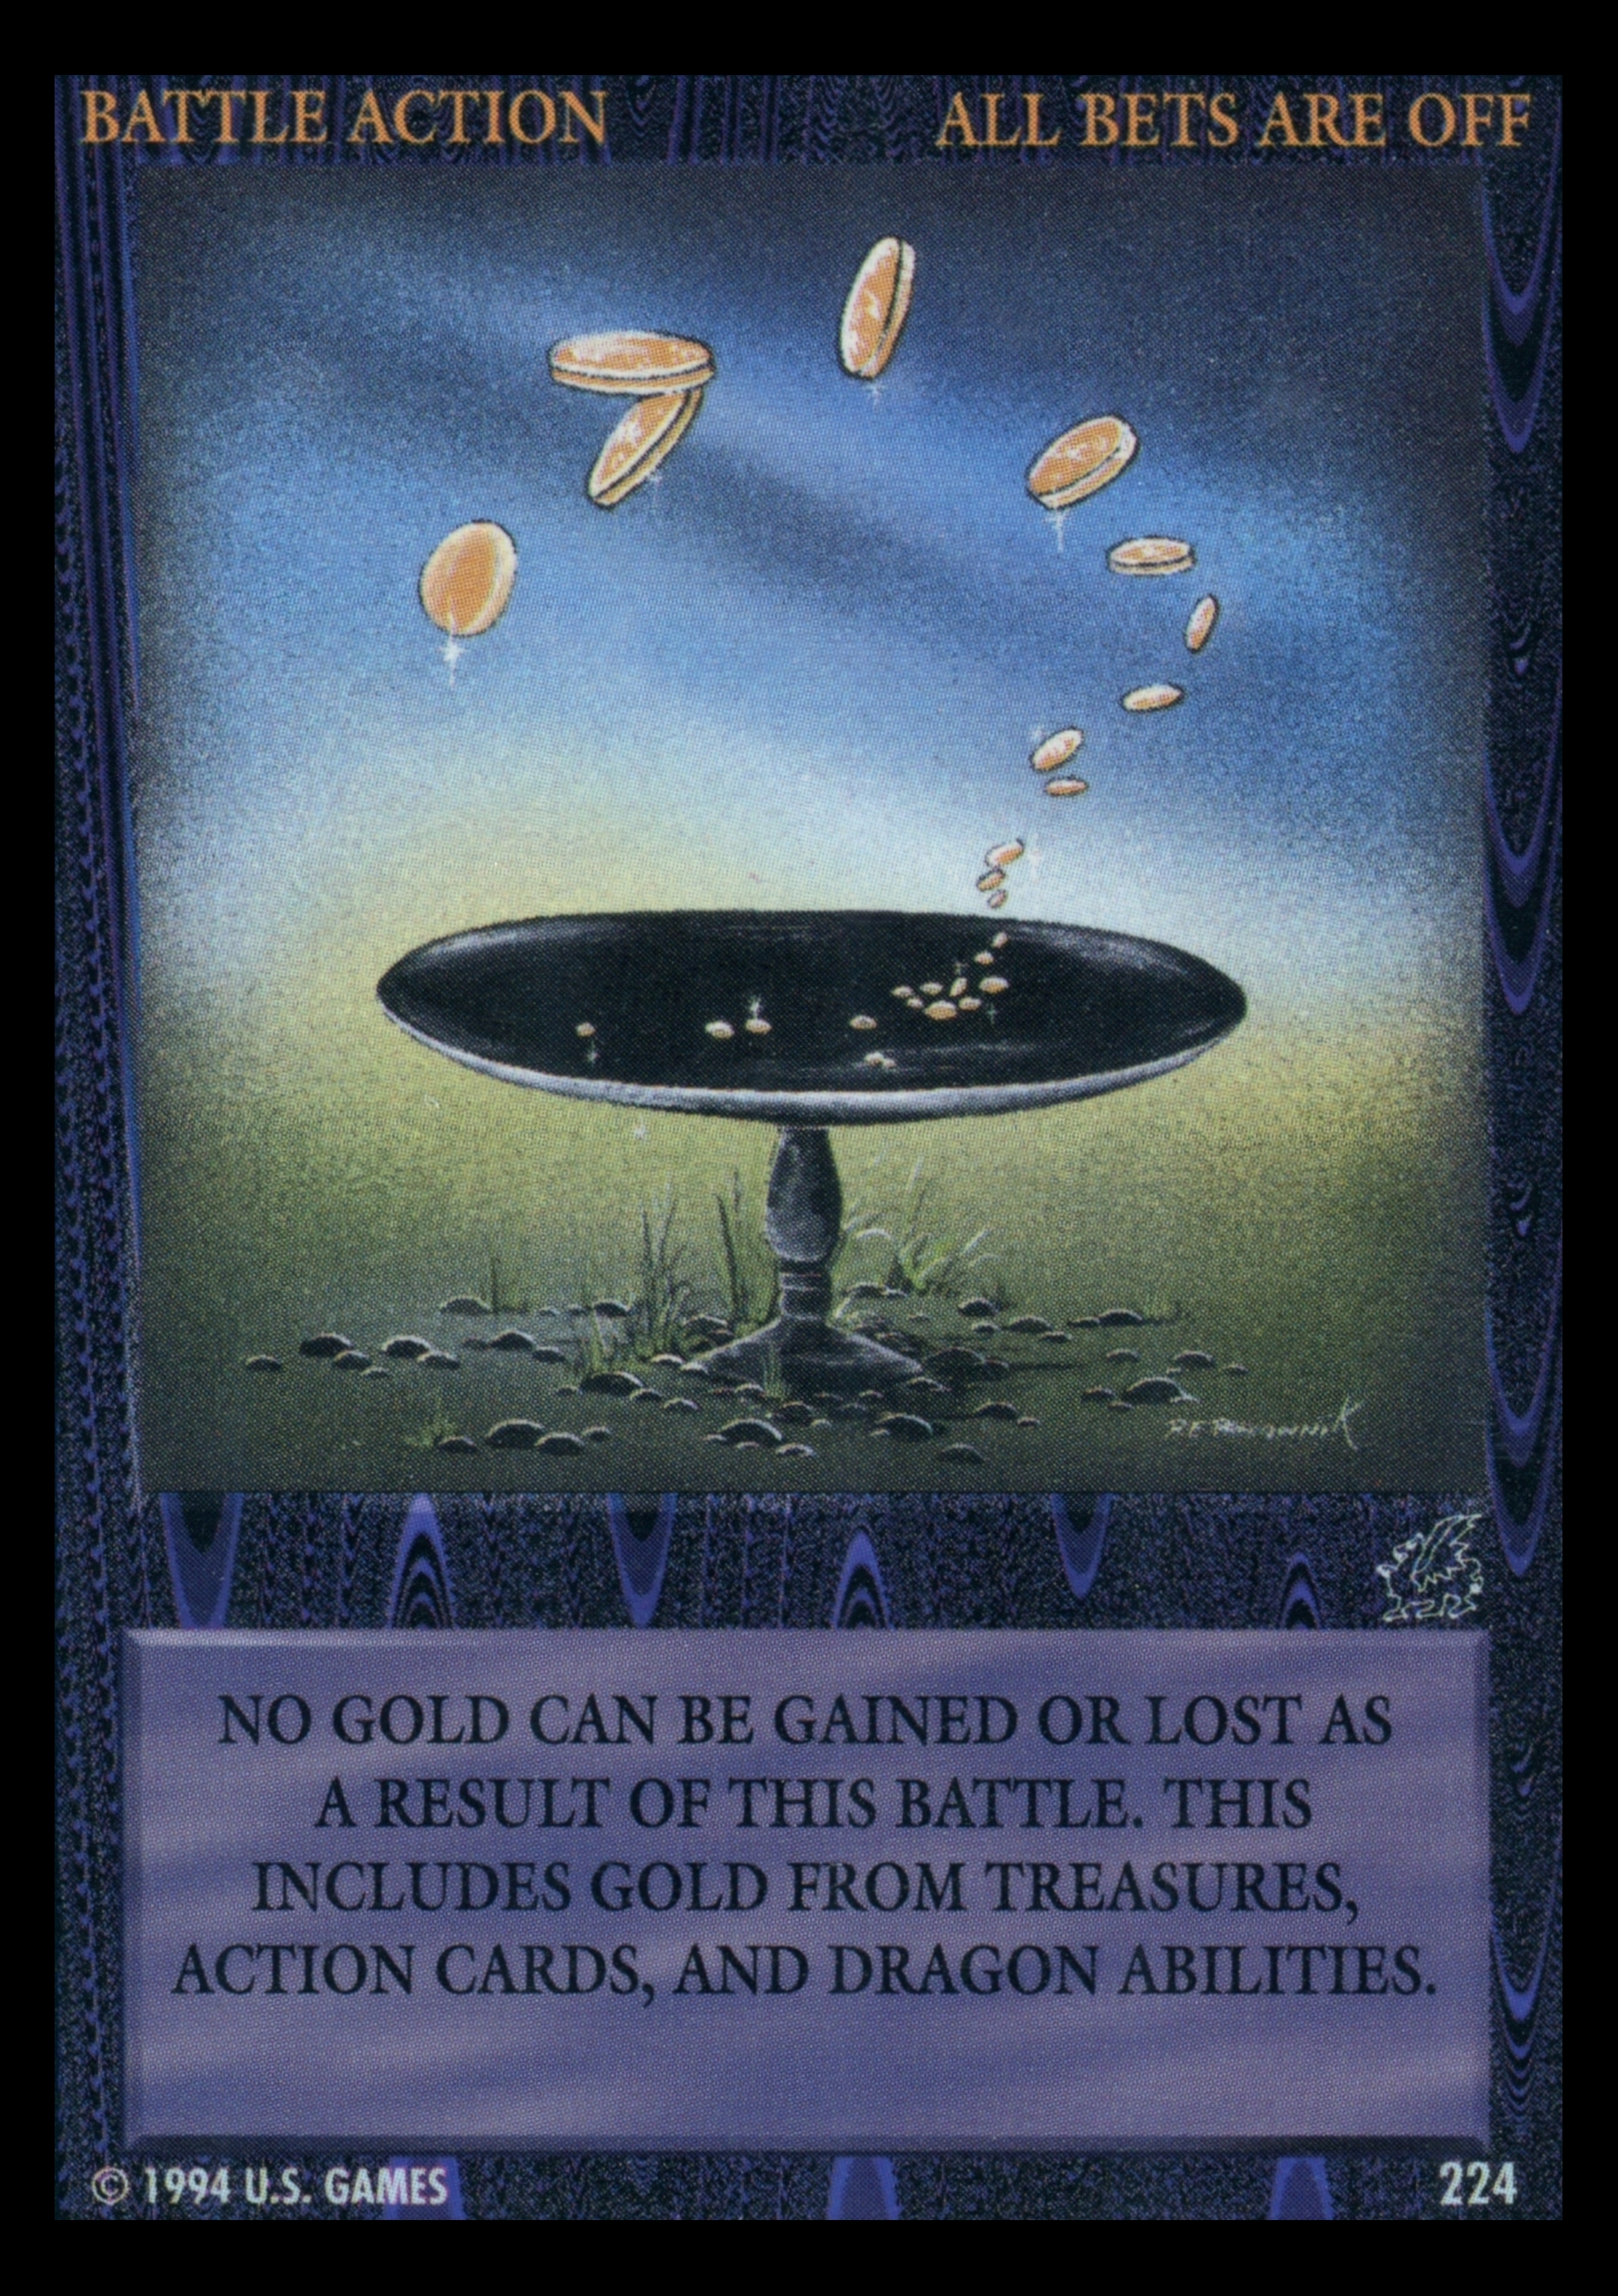 BATTLE ACTION
ALL BETS ARE OFF
NO GOLD CAN BE GAINED OR LOST AS
A RESULT OF THIS BATTLE. THIS
INCLUDES GOLD FROM TREASURES,
ACTION CARDS, AND DRAGON ABILITIES.
© 1994 U.S. GAMES
224